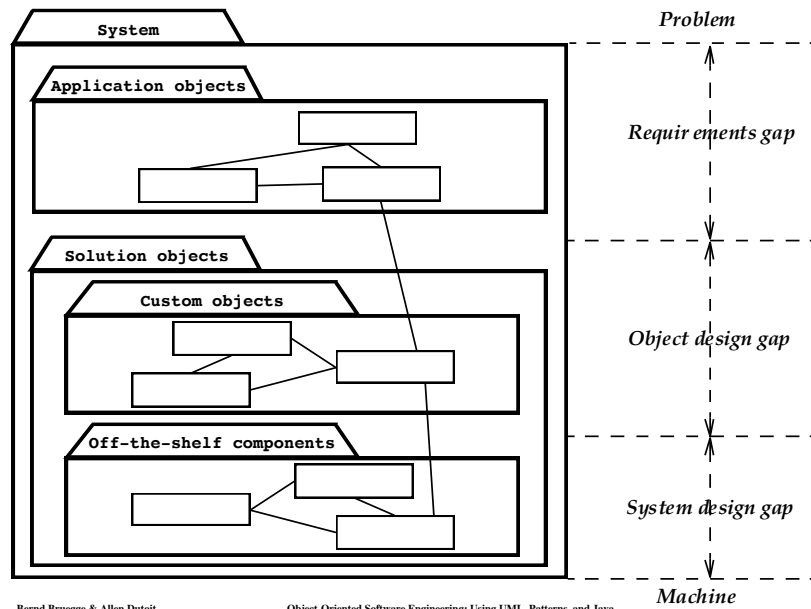 System
Problem
Application objects
Requirements gap
Solution objects
Custom objects
Object design gap
Off-the-shelf components
System design gap
Machine
Bernd Bruegge & Allen Dutoit
Object-Oriented Software Engineering: Using UML, Patterns, and Java